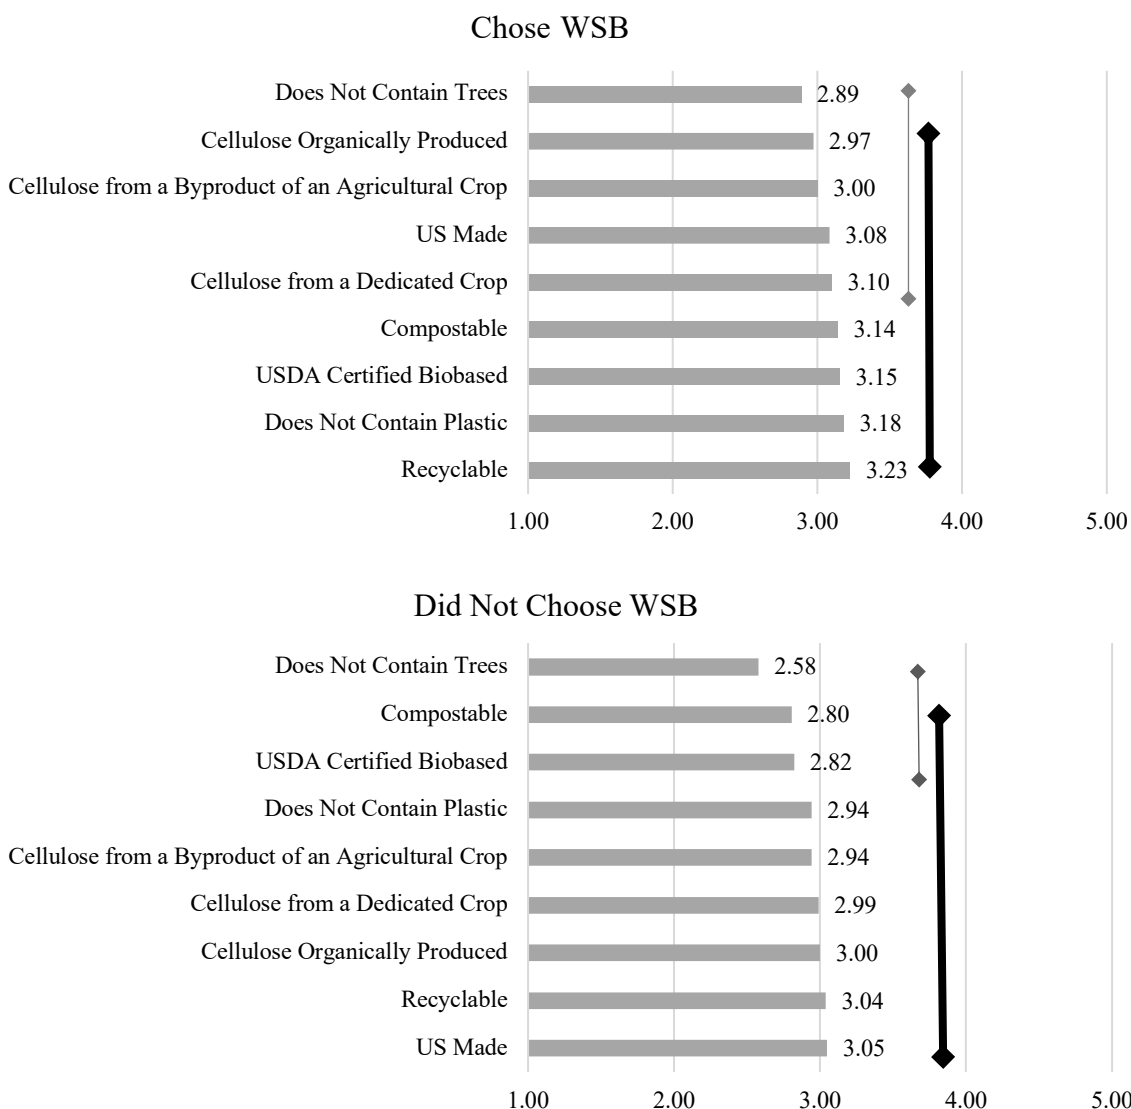 Chose WSB
Does Not Contain Trees 2.89
Cellulose Organically Produced 2.97
Cellulose from a Byproduct of an Agricultural Crop 3.00
US Made 3.08
Cellulose from a Dedicated Crop 3.10
Compostable 3.14
USDA Certified Biobased 3.15
Does Not Contain Plastic 3.18
Recyclable 3.23
1.00 2.00 3.00 4.00 5.00
Did Not Choose WSB
Does Not Contain Trees 2.58
Compostable 2.80
USDA Certified Biobased 2.82
Does Not Contain Plastic 2.94
Cellulose from a Byproduct of an Agricultural Crop 2.94
Cellulose from a Dedicated Crop 2.99
Cellulose Organically Produced 3.00
Recyclable 3.04
US Made 3.05
1.00 2.00 3.00 4.00 5.00